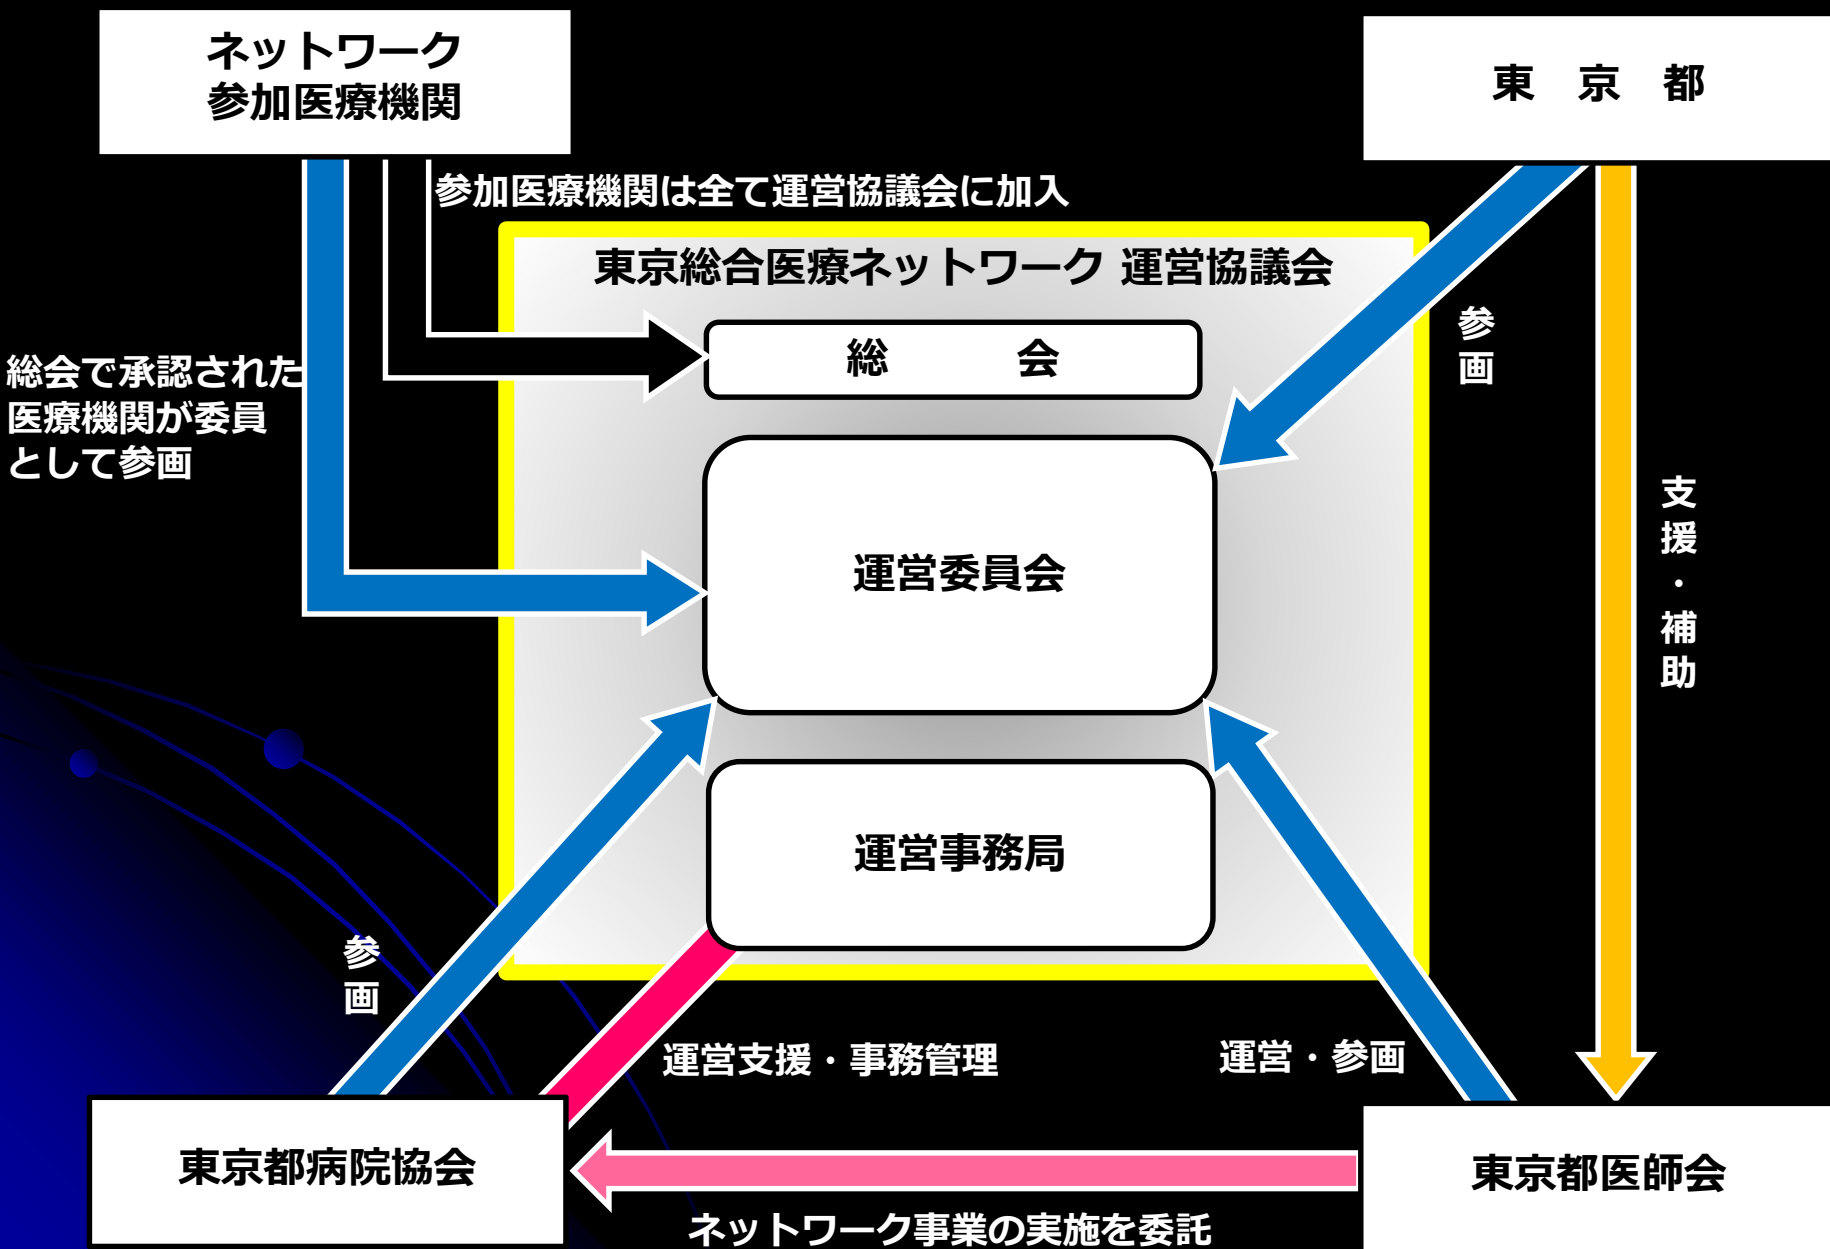 ネットワーク
参加医療機関
東 京 都
参加医療機関は全て運営協議会に加入
東京総合医療ネットワーク 運営協議会
総 会
参
画
総会で承認された
医療機関が委員
として参画
支
援
・
補
助
運営委員会
運営事務局
参
画
運営支援・事務管理
運営・参画
東京都病院協会
東京都医師会
ネットワーク事業の実施を委託